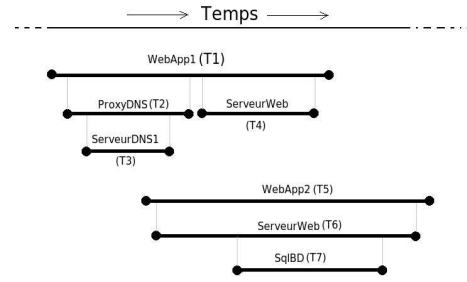 Temps
WebApp1 (T1)
ProxyDNS (T2)
ServeurWeb
(T4)
ServeurDNS1
(T3)
WebApp2 (T5)
ServeurWeb (T6)
SqlBD (T7)